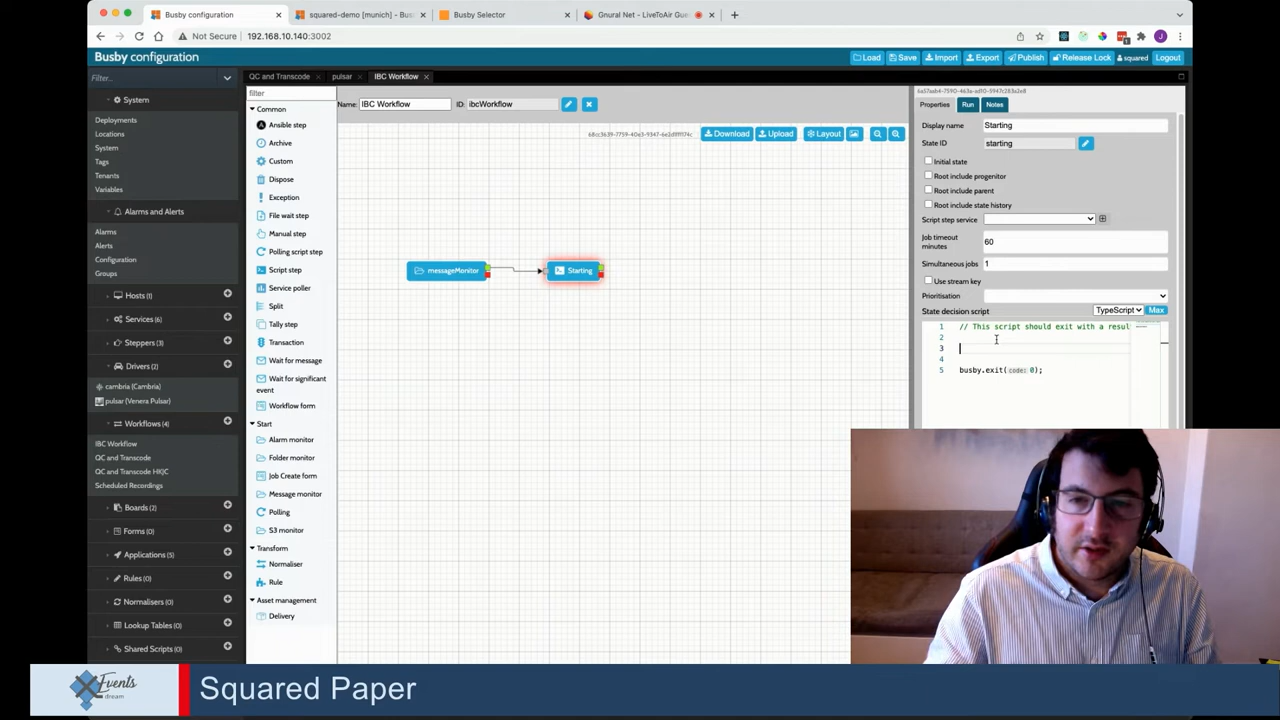 Busby configuration
squared-demo [munich] - Bus
Busby Selector
Gnural Net - LiveToAir Gue
Not Secure
192.168.10.140:3002
J
Busby configuration
Load
Save
Import
Export
Publish
Release Lock
squared
Logout
Filter...
QC and Transcode
pulsar
IBC Workflow
System
Deployments
Locations
System
Tags
Tenants
Variables
Alarms and Alerts
Alarms
Alerts
Configuration
Groups
Hosts (1)
Services (6)
Steppers (3)
Drivers (2)
cambria (Cambria)
pulsar (Venera Pulsar)
Workflows (4)
IBC Workflow
QC and Transcode
QC and Transcode HKJC
Scheduled Recordings
Boards (2)
Forms (0)
Applications (5)
Rules (0)
Normalisers (0)
Lookup Tables (0)
Shared Scripts (0)
filter
Common
Ansible step
Archive
Custom
Dispose
Exception
File wait step
Manual step
Polling script step
Script step
Service poller
Split
Tally step
Transaction
Wait for message
Wait for significant
event
Workflow form
Start
Alarm monitor
Folder monitor
Job Create form
Message monitor
Polling
S3 monitor
Transform
Normaliser
Rule
Asset management
Delivery
Name: IBC Workflow
ID: ibcWorkflow
Download
Upload
Layout
messageMonitor
Starting
Properties
Run
Notes
Display name
Starting
State ID
starting
Initial state
Root include progenitor
Root include parent
Root include state history
Script step service
Job timeout
minutes
60
Simultaneous jobs
1
Use stream key
Prioritisation
State decision script
TypeScript
Max
1 // This script should exit with a resul
2
3
4
5 busby.exit(code: 0);
Events
dream
Squared Paper